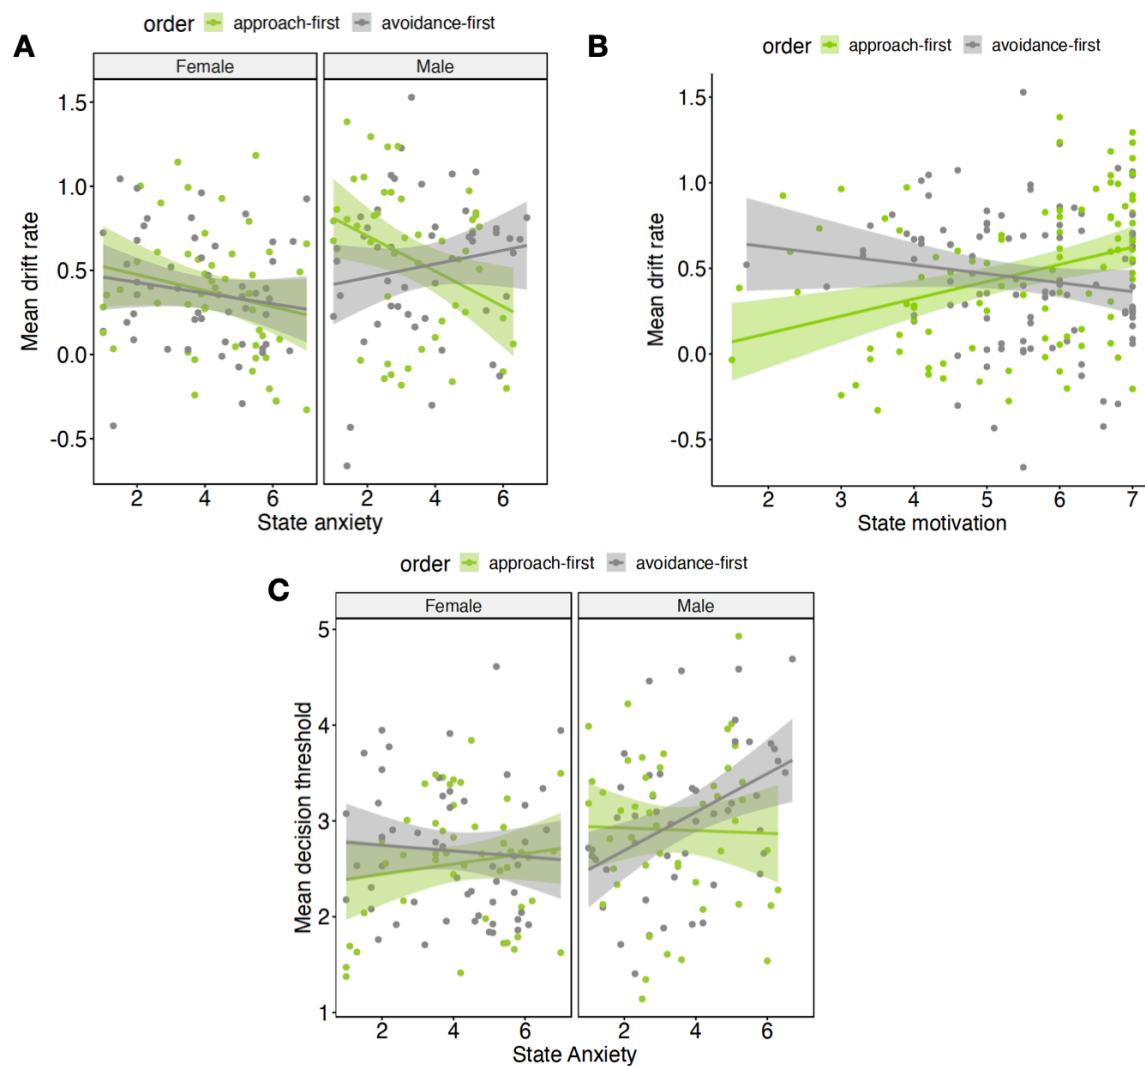 order approach-first avoidance-first
A
Female Male
1.5
1.0
0.5
0.0
-0.5
Mean drift rate
2 4 6 2 4 6
State anxiety
order approach-first avoidance-first
B
1.5
1.0
0.5
0.0
-0.5
Mean drift rate
2 3 4 5 6 7
State motivation
order approach-first avoidance-first
C
Female Male
5
4
3
2
1
Mean decision threshold
2 4 6 2 4 6
State Anxiety